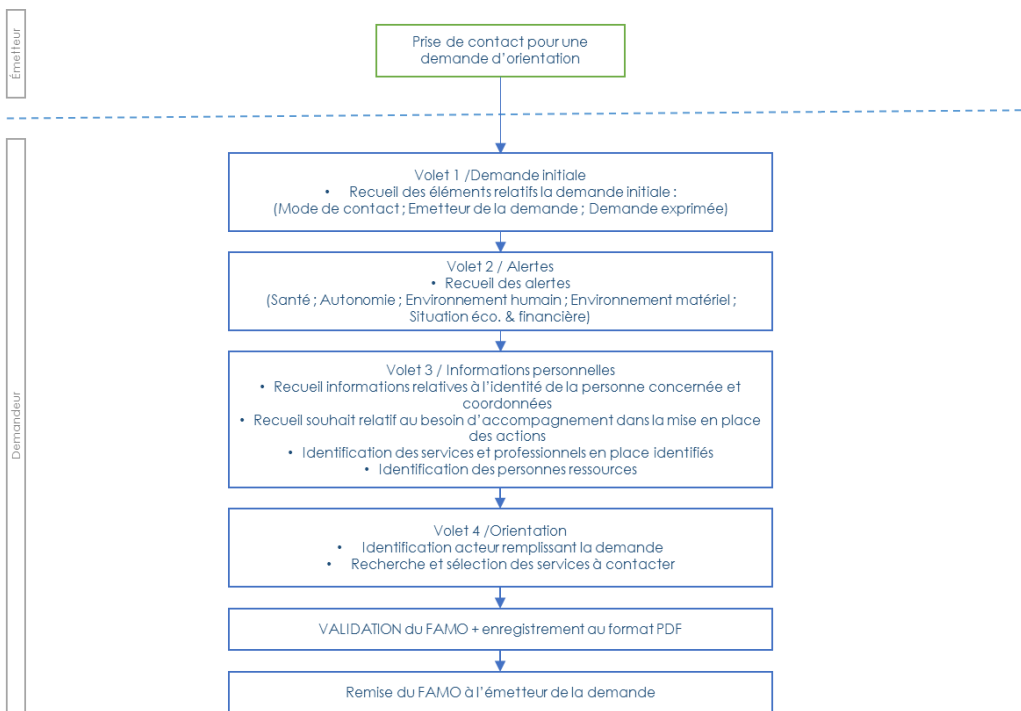 Émetteur
Prise de contact pour une
demande d'orientation
Demandeur
Volet 1 /Demande initiale
• Recueil des éléments relatifs la demande initiale :
(Mode de contact ; Emetteur de la demande ; Demande exprimée)
Volet 2 / Alertes
• Recueil des alertes
(Santé ; Autonomie ; Environnement humain ; Environnement matériel ;
Situation éco. & financière)
Volet 3 / Informations personnelles
• Recueil informations relatives à l'identité de la personne concernée et
coordonnées
• Recueil souhait relatif au besoin d'accompagnement dans la mise en place
des actions
• Identification des services et professionnels en place identifiés
• Identification des personnes ressources
Volet 4 /Orientation
• Identification acteur remplissant la demande
• Recherche et sélection des services à contacter
VALIDATION du FAMO + enregistrement au format PDF
Remise du FAMO à l'émetteur de la demande